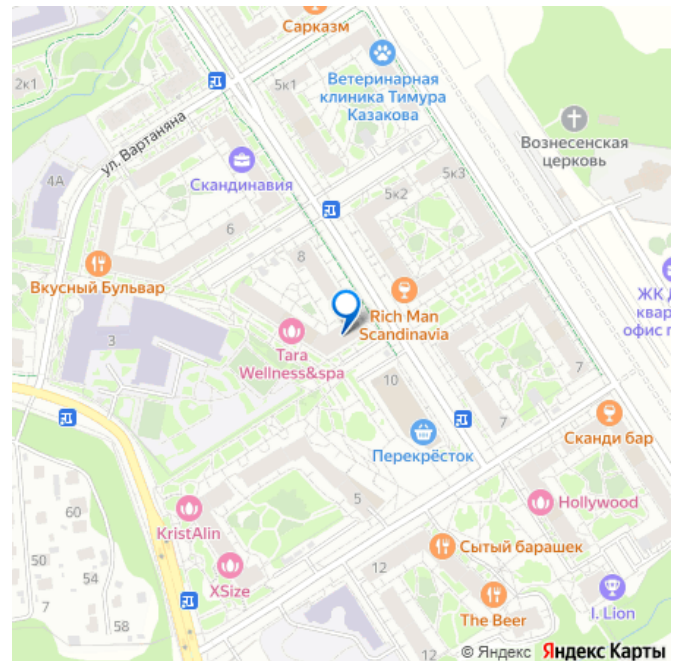 Сарказм
2к1
5к1
Ветеринарная
клиника Тимура
Казакова
Вознесенская
церковь
ул. Вартаняна
4А
Скандинавия
5к3
5к2
6
8
Вкусный Бульвар
Rich Man
Scandinavia
3
Tara
Wellness&spa
10
7
7
Перекрёсток
Сканди бар
5
60
KristAlin
Hollywood
Сытый барашек
50
54
12
XSize
7
58
The Beer
I. Lion
12
© Яндекс Яндекс Карты